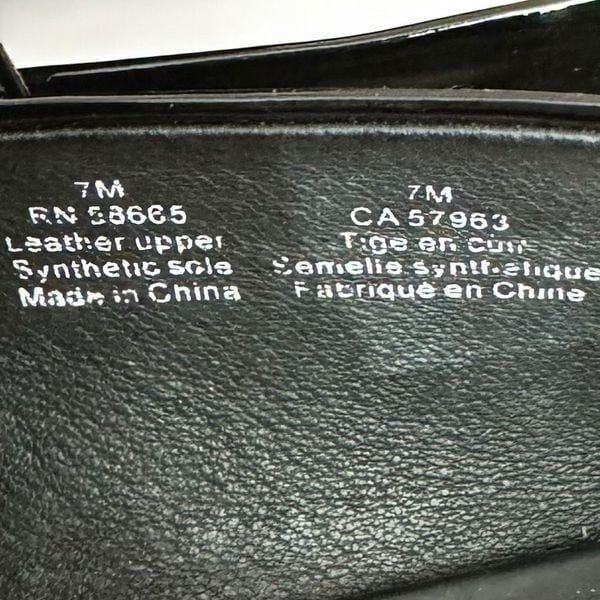 7M
RN 58665
Leather upper
Synthetic sole
Made in China
7M
CA 57963
Tige en cuir
Semelle synthetique
Fabriqué en Chine